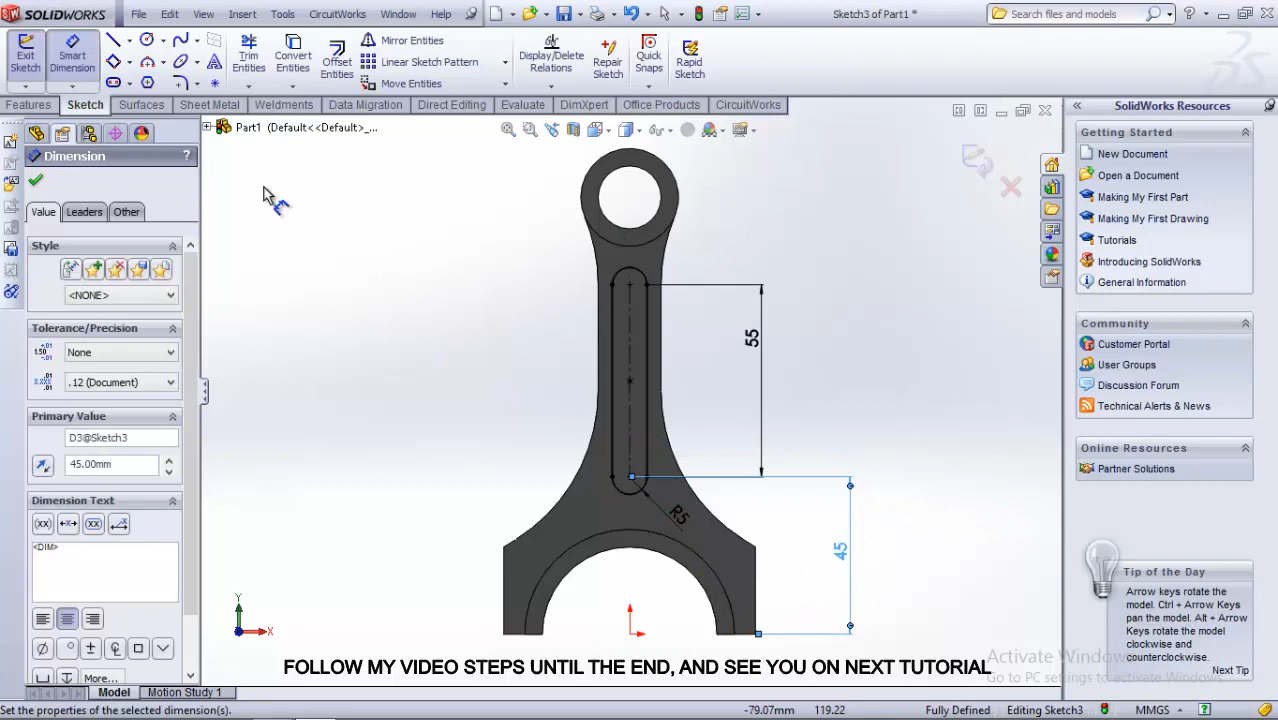 SOLIDWORKS File Edit View Insert Tools CircuitWorks Window Help Sketch3 of Part1 * Search files and models
Exit Sketch
Smart Dimension
Trim Entities
Convert Entities
Offset Entities
Mirror Entities
Linear Sketch Pattern
Move Entities
Display/Delete Relations
Repair Sketch
Quick Snaps
Rapid Sketch
Features Sketch Surfaces Sheet Metal Weldments Data Migration Direct Editing Evaluate DimXpert Office Products CircuitWorks
Part1 (Default<<Default>_...
Dimension ?
Value Leaders Other
Style
<NONE>
Tolerance/Precision
None
.12 (Document)
Primary Value
D3@Sketch3
45.00mm
Dimension Text
<DIM>
More...
55
R5
45
Y
X
SolidWorks Resources
Getting Started
New Document
Open a Document
Making My First Part
Making My First Drawing
Tutorials
Introducing SolidWorks
General Information
Community
Customer Portal
User Groups
Discussion Forum
Technical Alerts & News
Online Resources
Partner Solutions
Tip of the Day
Arrow keys rotate the
model. Ctrl + Arrow Keys
pan the model. Alt + Arrow
Keys rotate the model
clockwise and
counterclockwise.
Next Tip
Activate Windows
Go to PC settings to activate Windows.
FOLLOW MY VIDEO STEPS UNTIL THE END, AND SEE YOU ON NEXT TUTORIAL
Model Motion Study 1
Set the properties of the selected dimension(s). -79.07mm 119.22 Fully Defined Editing Sketch3 MMGS